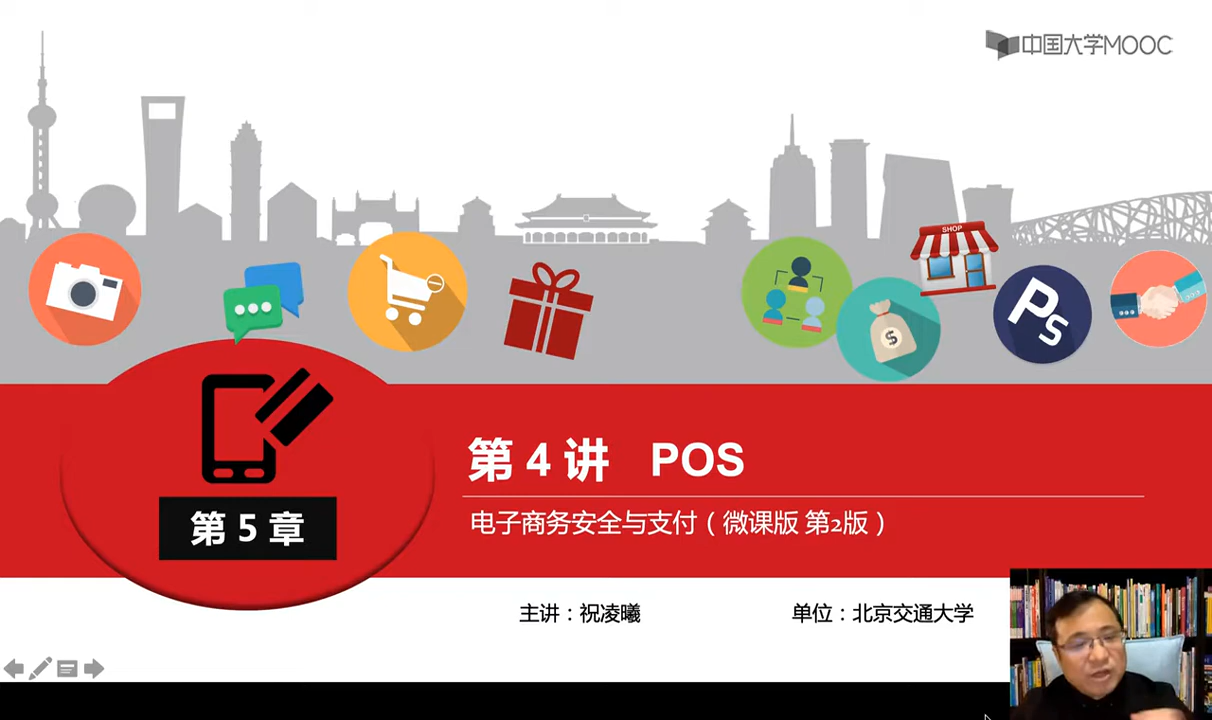 中国大学MOOC
SHOP
$
Ps
第 4 讲 POS
第 5 章
电子商务安全与支付（微课版 第2版）
主讲：祝凌曦
单位：北京交通大学